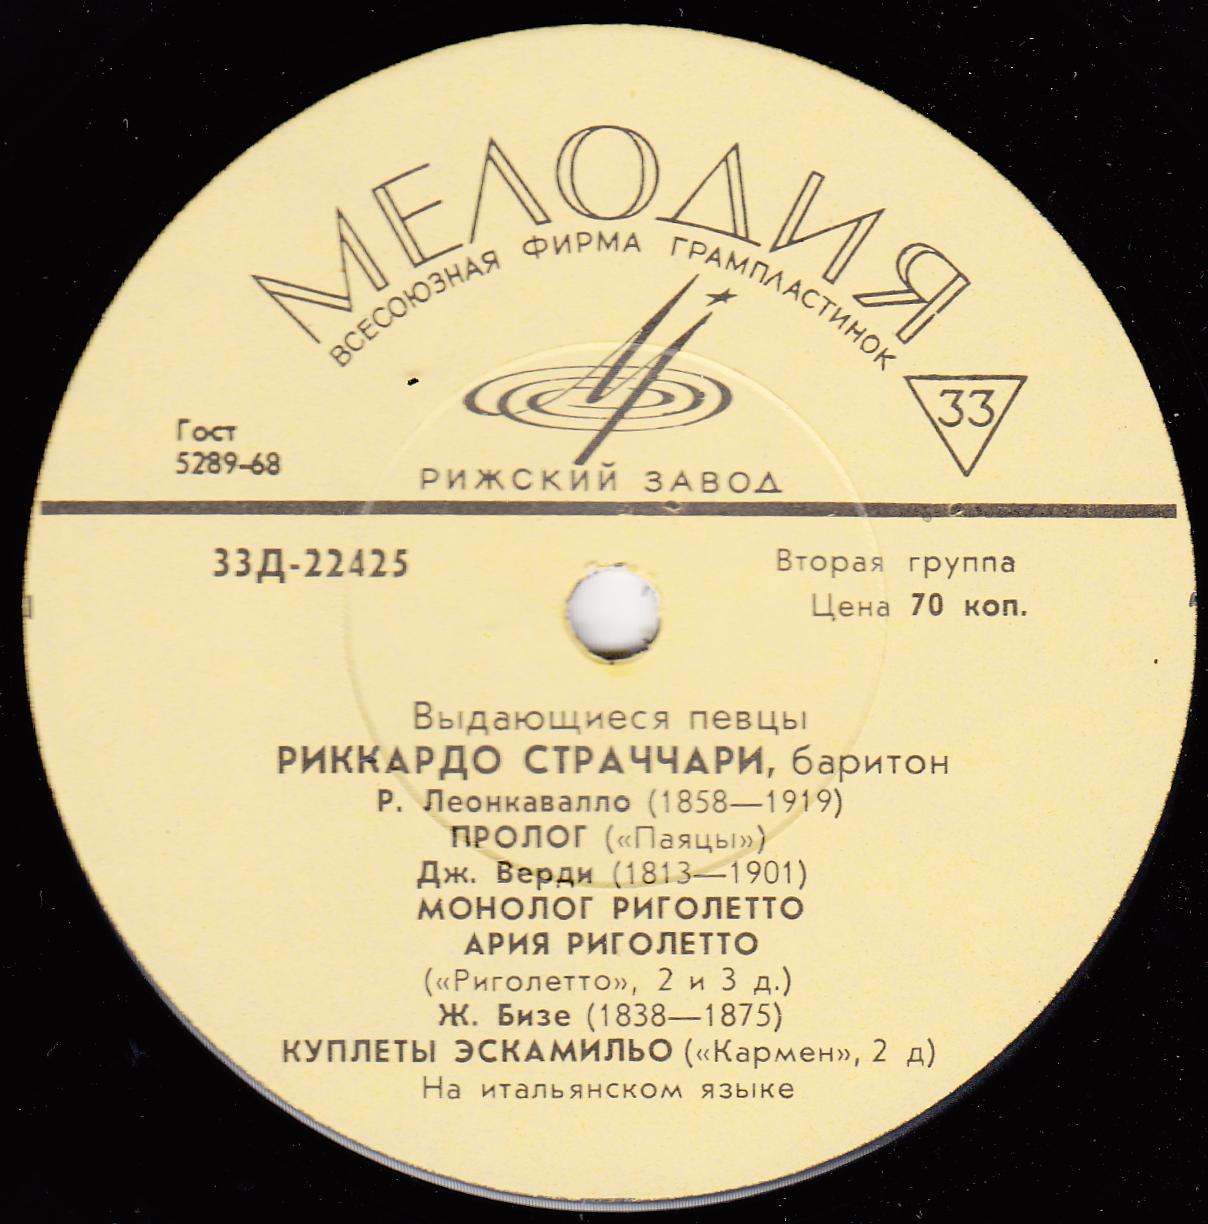 МЕЛОДИЯ
ВСЕСОЮЗНАЯ ФИРМА ГРАМПЛАСТИНОК
33
Гост
5289-68
РИЖСКИЙ ЗАВОД
33Д-22425
Вторая группа
Цена 70 коп.
Выдающиеся певцы
РИККАРДО СТРАЧЧАРИ, баритон
Р. Леонкавалло (1858—1919)
ПРОЛОГ («Паяцы»)
Дж. Верди (1813—1901)
МОНОЛОГ РИГОЛЕТТО
АРИЯ РИГОЛЕТТО
(«Риголетто», 2 и 3 д.)
Ж. Бизе (1838—1875)
КУПЛЕТЫ ЭСКАМИЛЬО («Кармен», 2 д)
На итальянском языке